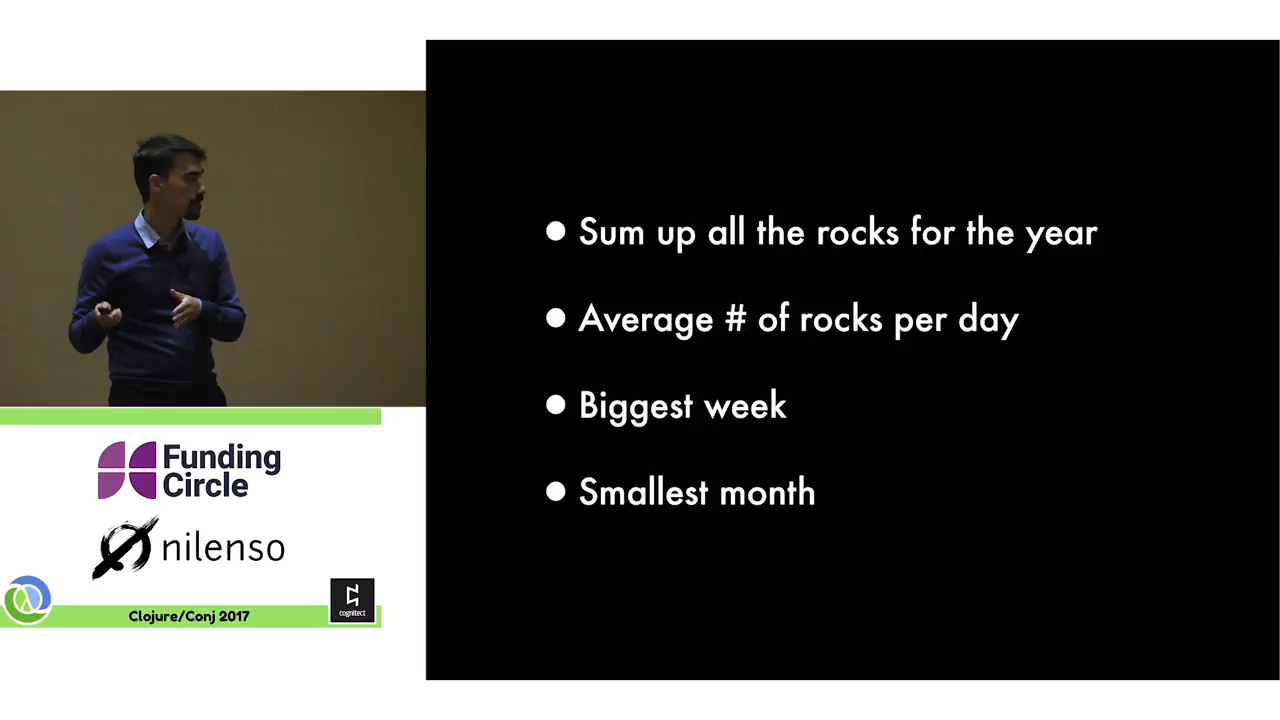 • Sum up all the rocks for the year
• Average # of rocks per day
• Biggest week
• Smallest month
Funding
Circle
nilenso
cognitect
Clojure/Conj 2017